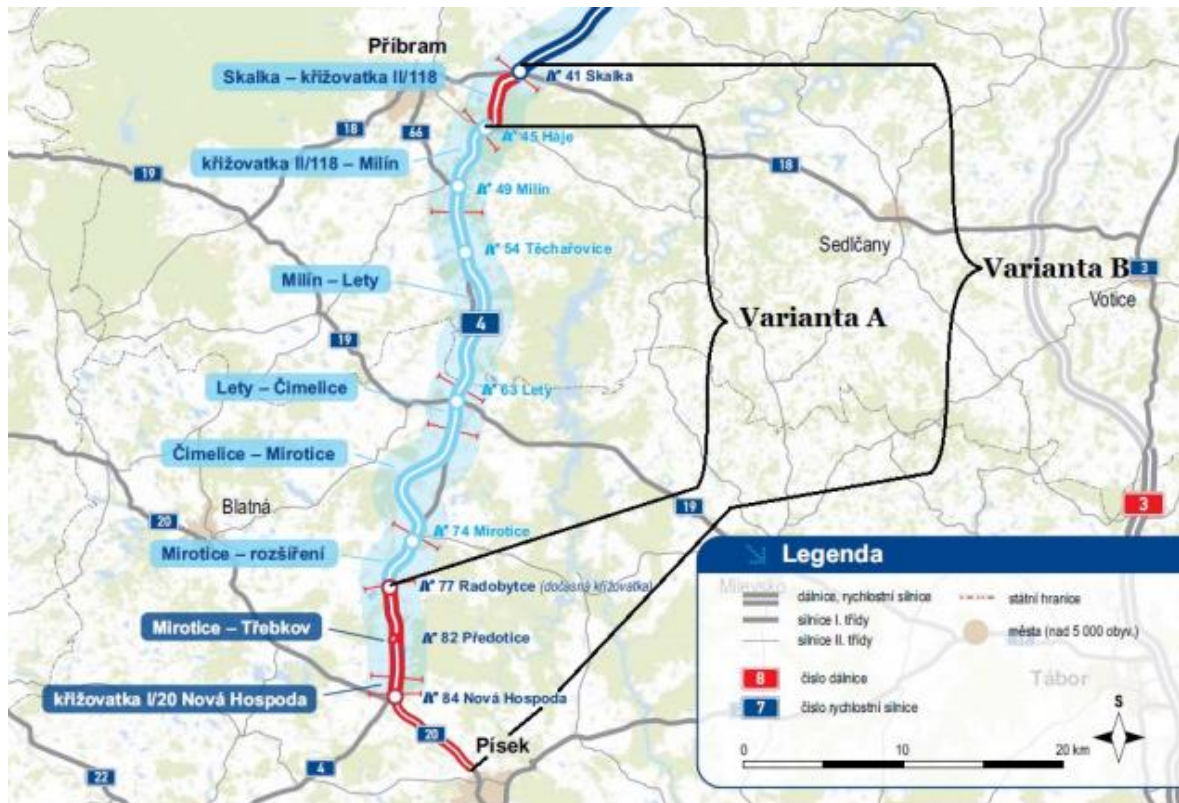 Příbram
Skalka – křižovatka II/118
41 Skalka
18
66
45 Háje
křižovatka II/118 – Milín
19
18
49 Milín
Sedlčany
54 Těchařovice
Varianta B
3
Votice
Milín – Lety
4
Varianta A
19
Lety – Čimelice
63 Lety
Čimelice – Mirotice
Blatná
19
3
20
74 Mirotice
Mirotice – rozšíření
77 Radobytce (dočasná křižovatka)
Mirotice – Třebkov
82 Předotice
křižovatka I/20 Nová Hospoda
84 Nová Hospoda
20
Písek
4
22
Legenda
Milevsko
dálnice, rychlostní silnice
státní hranice
silnice I. třídy
silnice II. třídy
města (nad 5 000 obyv.)
8
číslo dálnice
Tábor
7
číslo rychlostní silnice
S
0
10
20 km